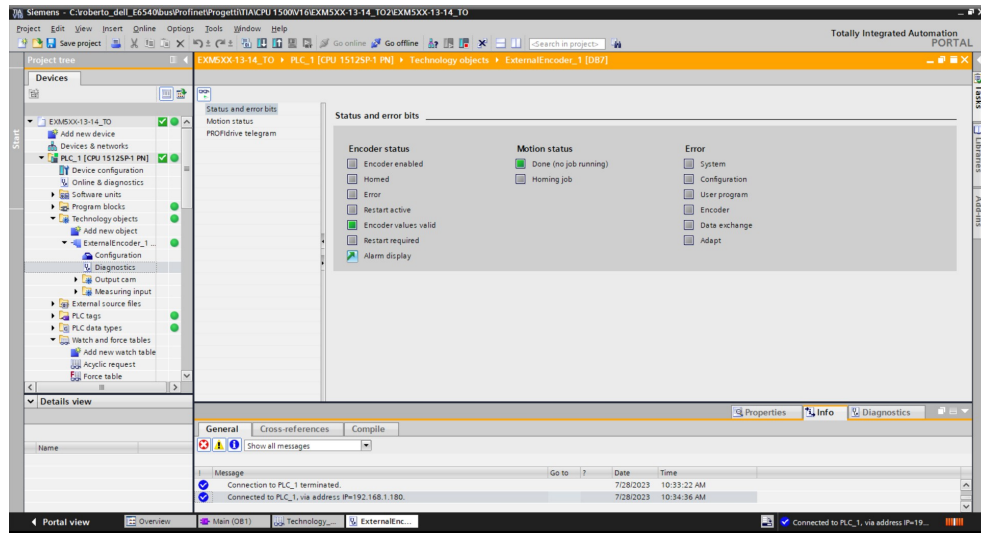 Siemens - C:\roberto_dell_E6540\bus\Profinet\Progetti\TIA\CPU 1500\V16\EXM5XX-13-14_TO2\EXM5XX-13-14_TO
Project Edit View Insert Online Options Tools Window Help
Totally Integrated Automation
PORTAL
Save project
Go online
Go offline
<Search in project>
Project tree
EXM5XX-13-14_TO
PLC_1 [CPU 1512SP-1 PN]
Technology objects
ExternalEncoder_1 [DB7]
Devices
Start
EXM5XX-13-14_TO
Add new device
Devices & networks
PLC_1 [CPU 1512SP-1 PN]
Device configuration
Online & diagnostics
Software units
Program blocks
Technology objects
Add new object
ExternalEncoder_1 ...
Configuration
Diagnostics
Output cam
Measuring input
External source files
PLC tags
PLC data types
Watch and force tables
Add new watch table
Acyclic request
Force table
Details view
Name
Status and error bits
Motion status
PROFIdrive telegram
Status and error bits
Encoder status
Encoder enabled
Homed
Error
Restart active
Encoder values valid
Restart required
Alarm display
Motion status
Done (no job running)
Homing job
Error
System
Configuration
User program
Encoder
Data exchange
Adapt
Tasks
Libraries
Add-ins
Properties
Info
Diagnostics
General Cross-references Compile
Show all messages
! Message Go to ? Date Time
Connection to PLC_1 terminated. 7/28/2023 10:33:22 AM
Connected to PLC_1, via address IP=192.168.1.180. 7/28/2023 10:34:36 AM
Portal view
Overview
Main (OB1)
Technology_...
ExternalEnc...
Connected to PLC_1, via address IP=19...